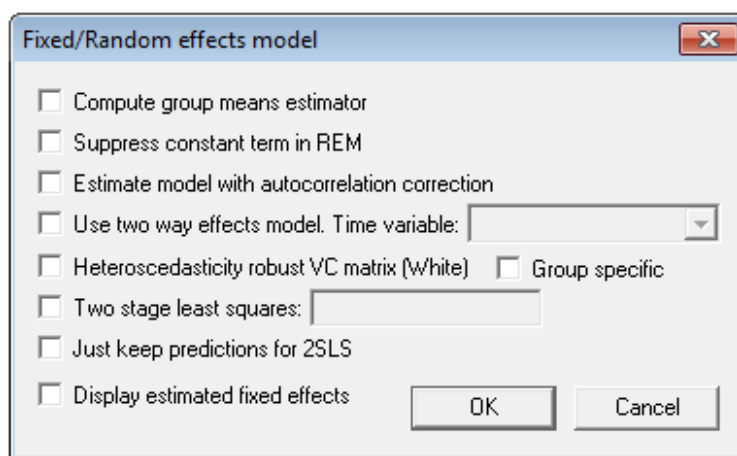 Fixed/Random effects model
Compute group means estimator
Suppress constant term in REM
Estimate model with autocorrelation correction
Use two way effects model. Time variable:
Heteroscedasticity robust VC matrix (White) Group specific
Two stage least squares:
Just keep predictions for 2SLS
Display estimated fixed effects
OK Cancel